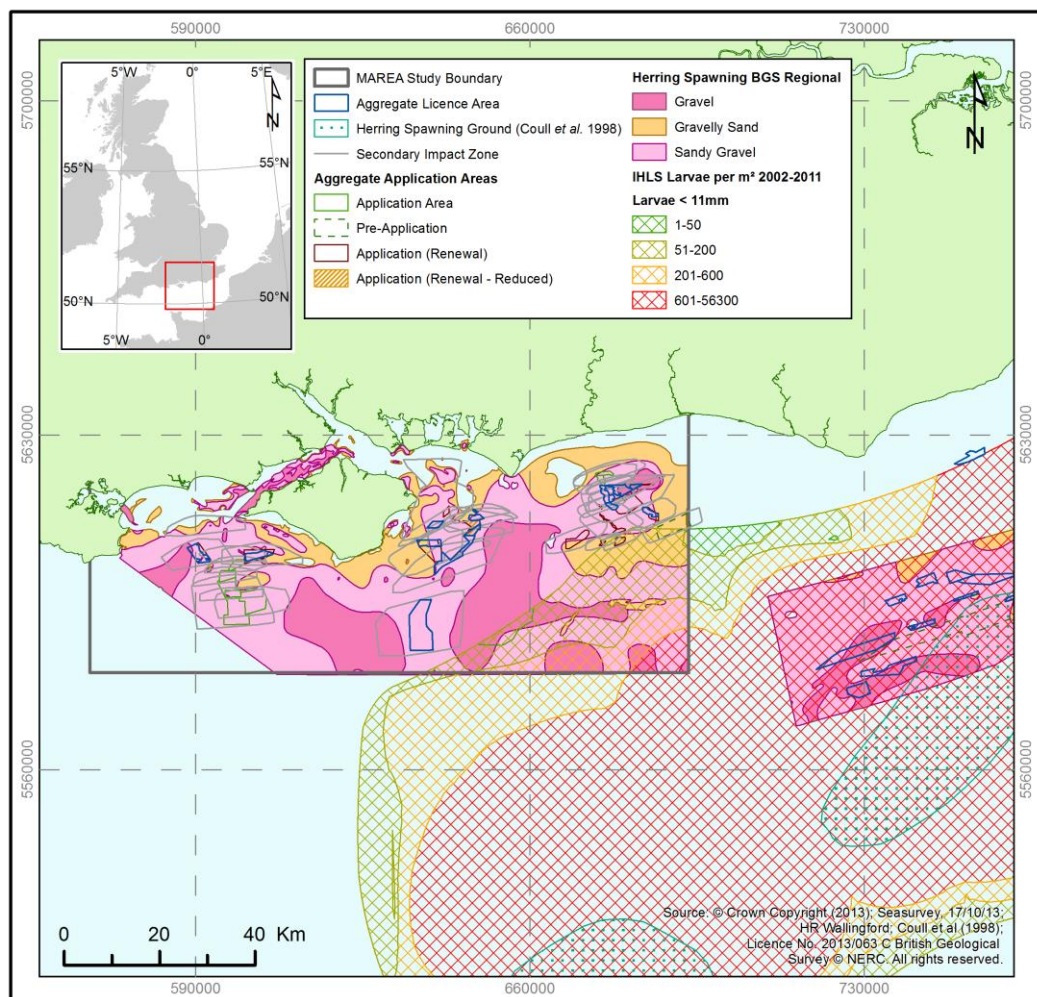 590000
660000
730000
5°W
0°
5°E
N
55°N
55°N
50°N
50°N
5°W
0°
MAREA Study Boundary
Aggregate Licence Area
Herring Spawning Ground (Coull et al. 1998)
Secondary Impact Zone
Aggregate Application Areas
Application Area
Pre-Application
Application (Renewal)
Application (Renewal - Reduced)
Herring Spawning BGS Regional
Gravel
Gravelly Sand
Sandy Gravel
IHLS Larvae per m² 2002-2011
Larvae < 11mm
1-50
51-200
201-600
601-56300
N
5700000
5700000
5630000
5630000
5560000
5560000
0 20 40 Km
Source: © Crown Copyright (2013); Seasurvey, 17/10/13;
HR Wallingford; Coull et al (1998);
Licence No. 2013/063 C British Geological
Survey © NERC. All rights reserved.
590000
660000
730000